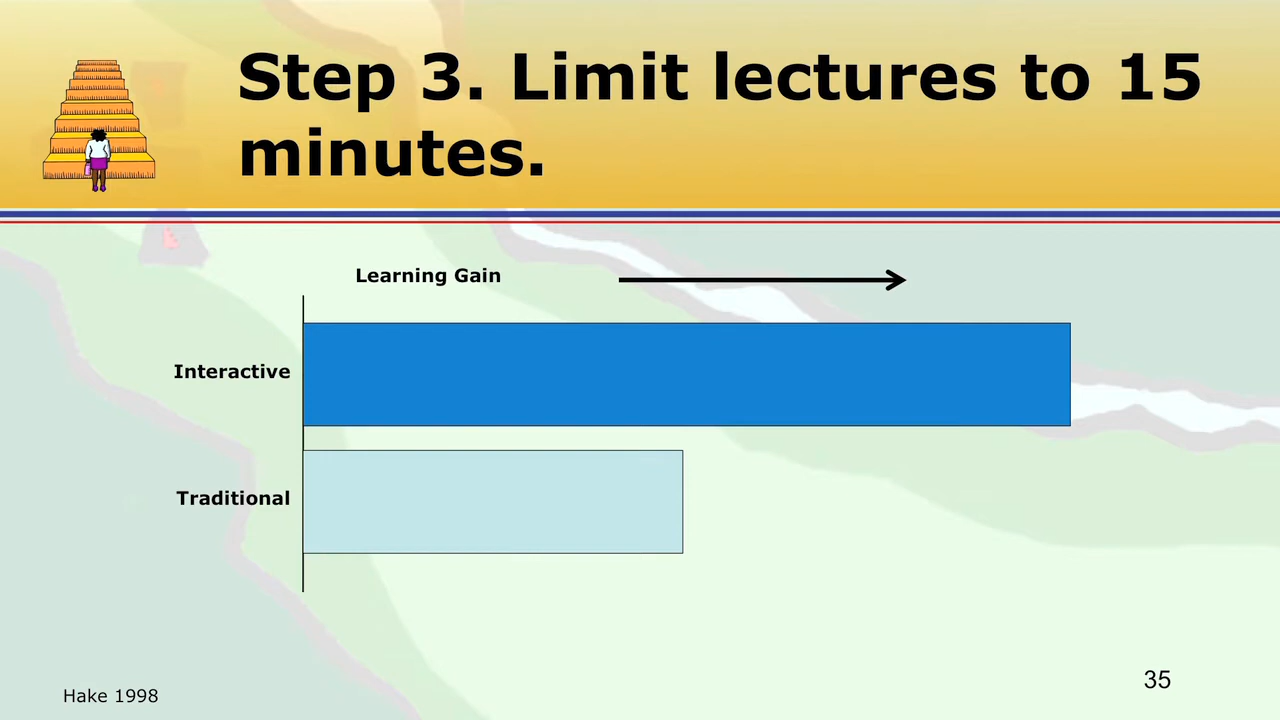 Step 3. Limit lectures to 15
minutes.
Learning Gain
Interactive
Traditional
Hake 1998
35